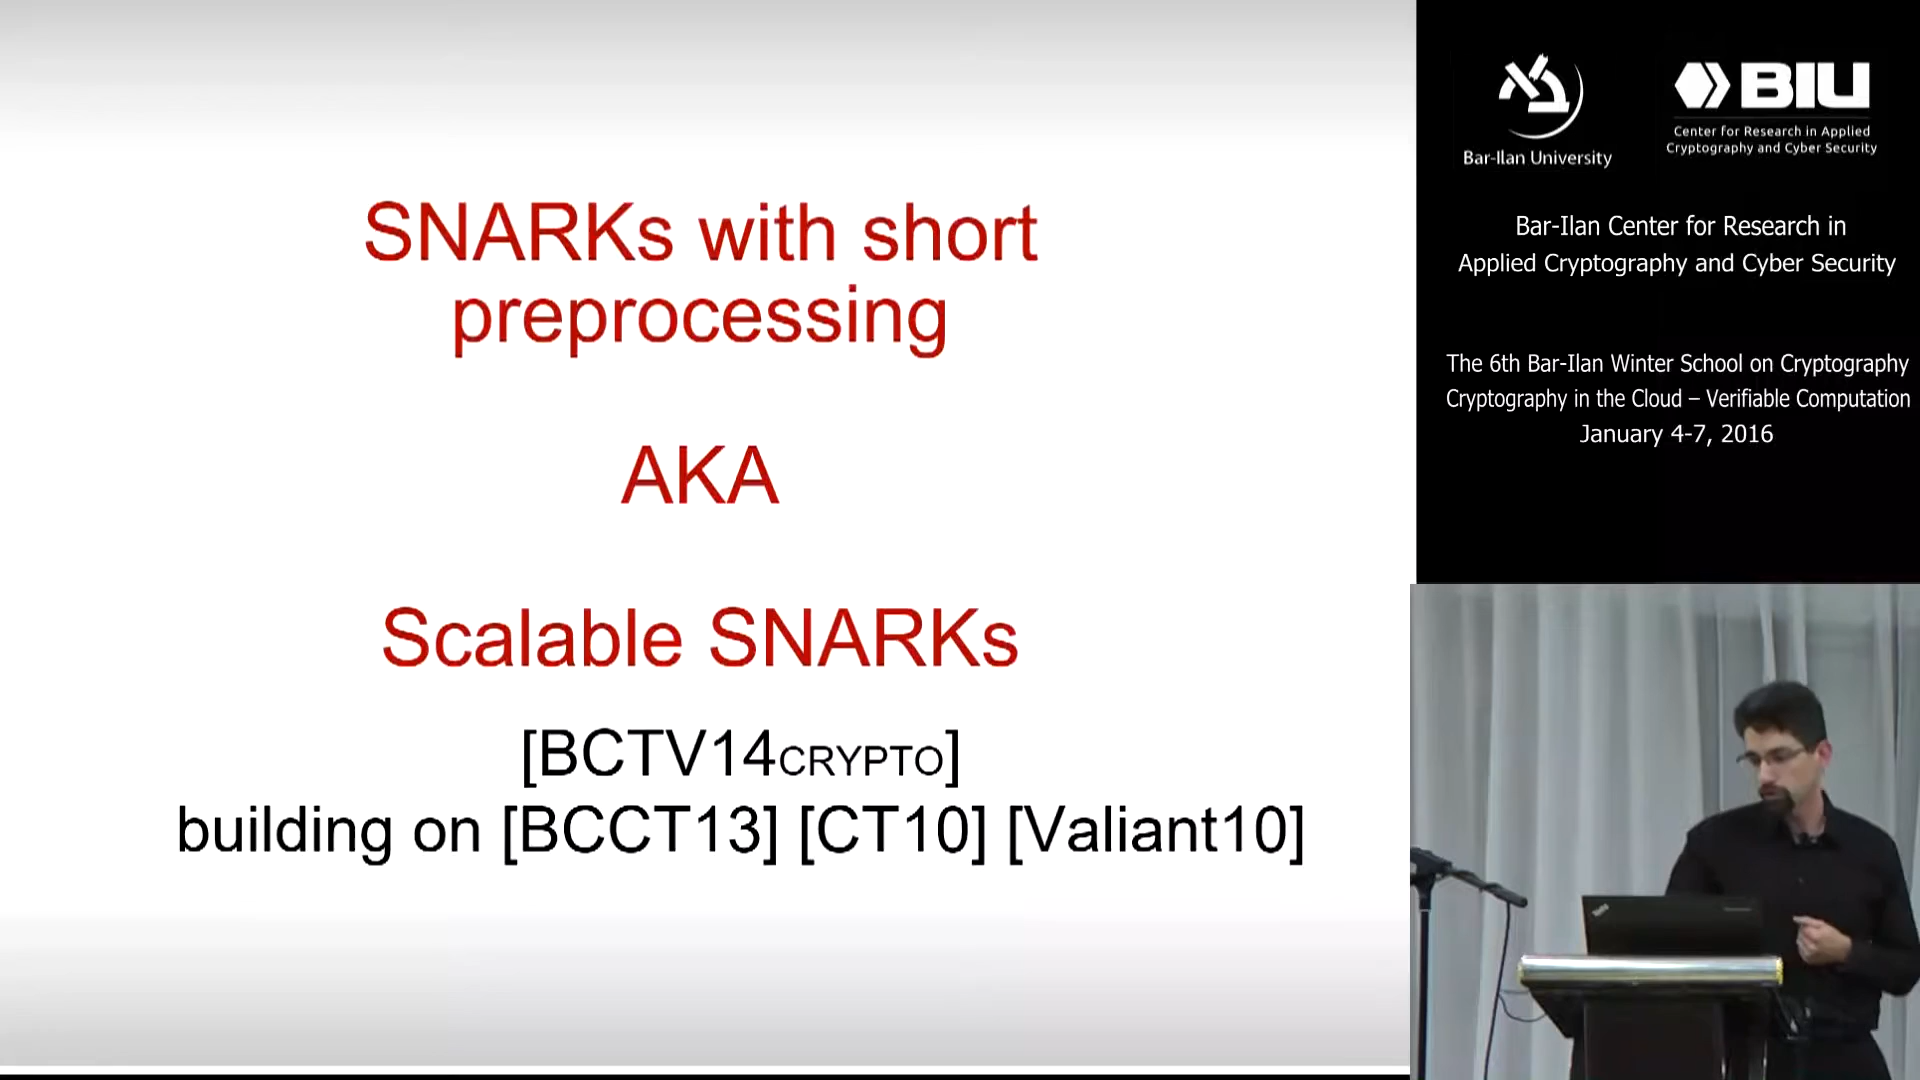 SNARKs with short
preprocessing
AKA
Scalable SNARKs
[BCTV14CRYPTO]
building on [BCCT13] [CT10] [Valiant10]
Bar-Ilan University
BIU
Center for Research in Applied
Cryptography and Cyber Security
Bar-Ilan Center for Research in
Applied Cryptography and Cyber Security
The 6th Bar-Ilan Winter School on Cryptography
Cryptography in the Cloud – Verifiable Computation
January 4-7, 2016